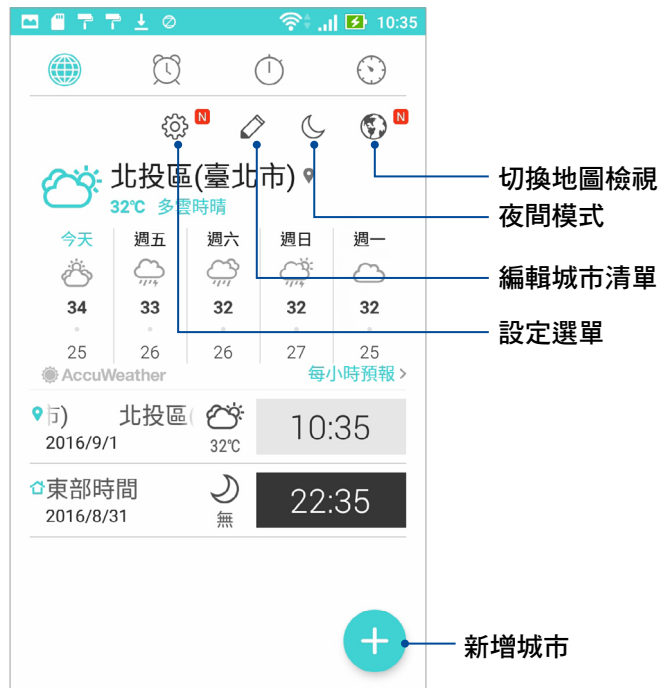 10:35
N
N
切換地圖檢視
北投區(臺北市)
32℃ 多雲時晴
夜間模式
今天 週五 週六 週日 週一
編輯城市清單
34 33 32 32 32
設定選單
25 26 26 27 25
AccuWeather 每小時預報 >
市) 北投區(
2016/9/1 32℃ 10:35
東部時間
2016/8/31 無 22:35
新增城市